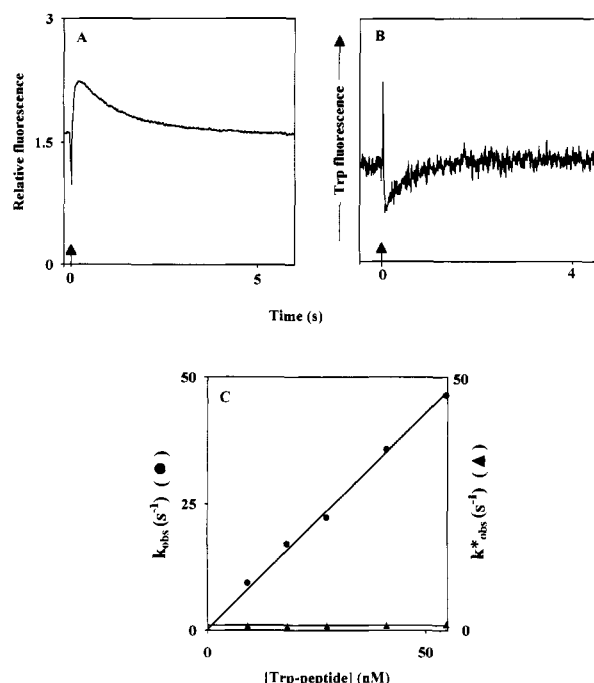 3
A
B
1.5
0
Relative fluorescence
Trp fluorescence
0
5
0
4
Time (s)
50
C
50
25
25
0
0
k_obs (s⁻¹) (●)
k*_obs (s⁻¹) (▲)
0
50
[Trp-peptide] (nM)